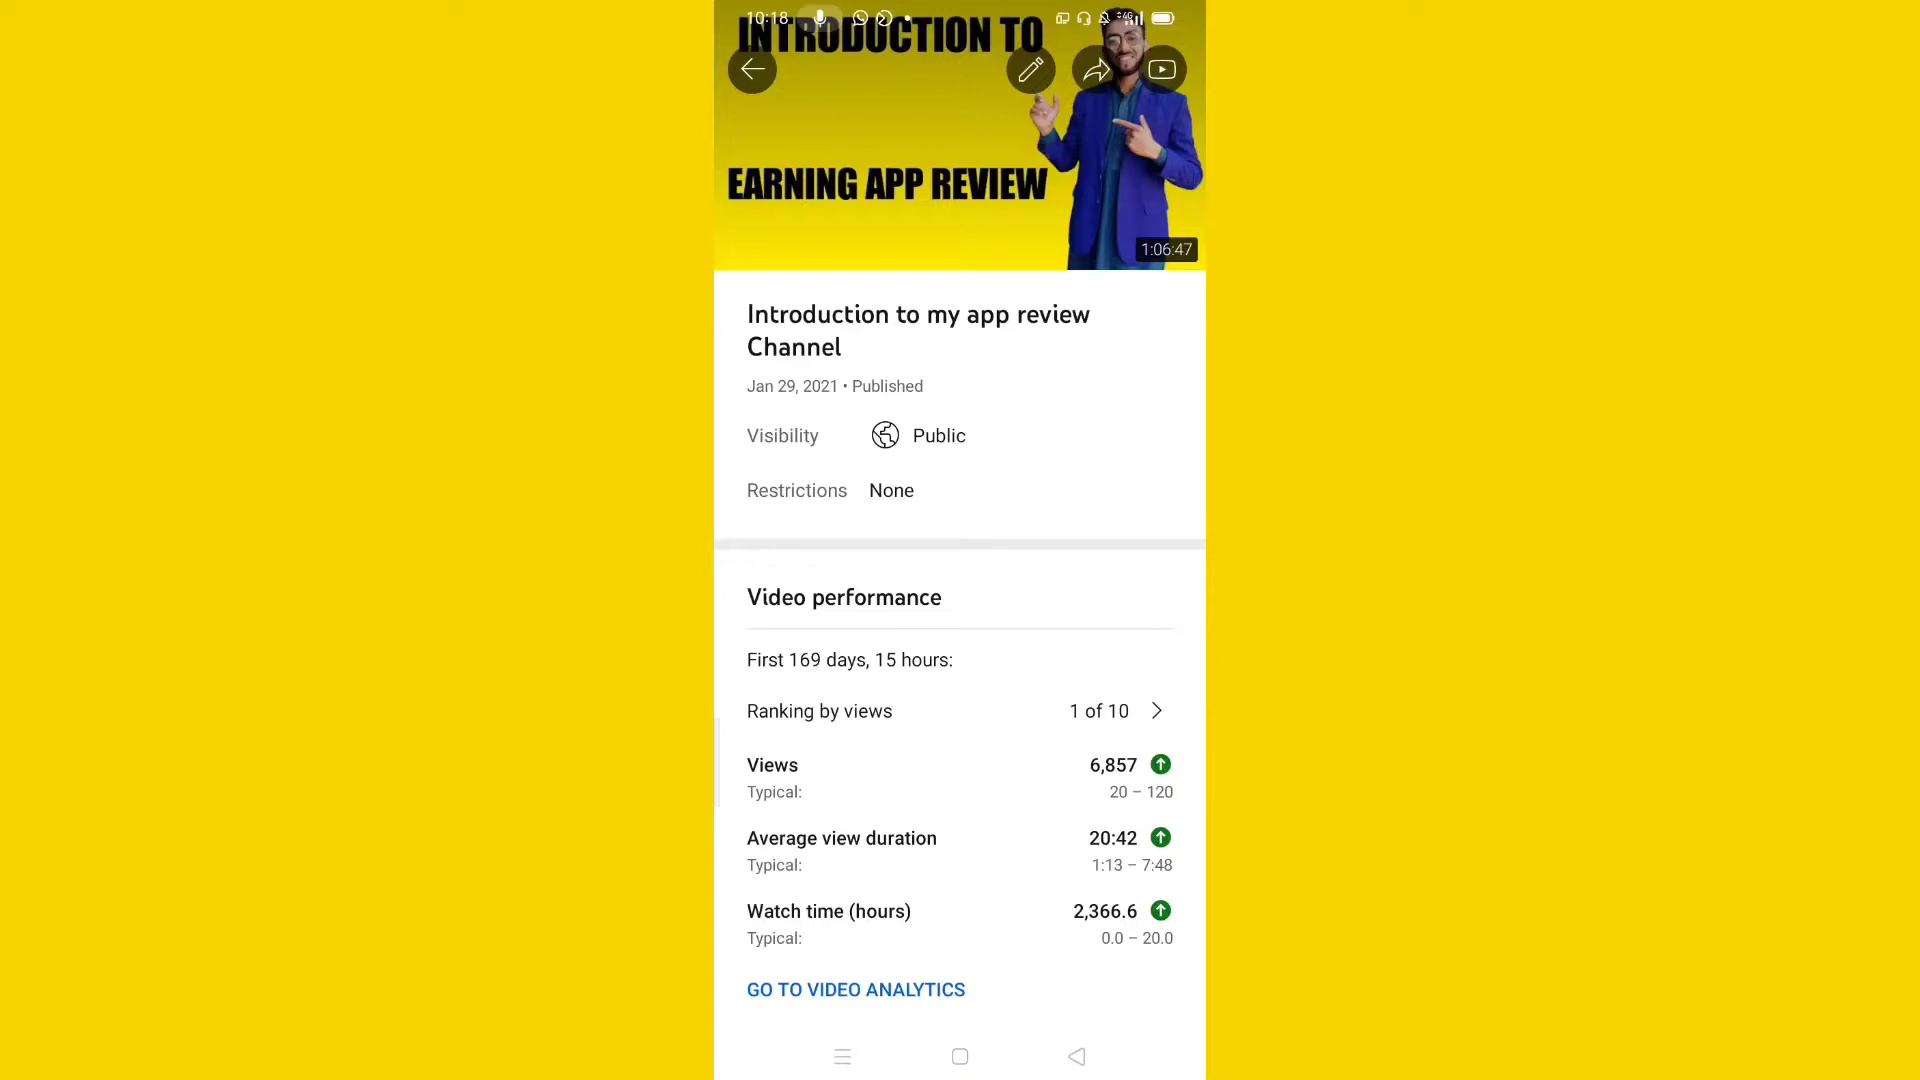 10:18
4G
INTRODUCTION TO
EARNING APP REVIEW
1:06:47
Introduction to my app review
Channel
Jan 29, 2021 • Published
Visibility Public
Restrictions None
Video performance
First 169 days, 15 hours:
Ranking by views 1 of 10
Views 6,857
Typical: 20 – 120
Average view duration 20:42
Typical: 1:13 – 7:48
Watch time (hours) 2,366.6
Typical: 0.0 – 20.0
GO TO VIDEO ANALYTICS